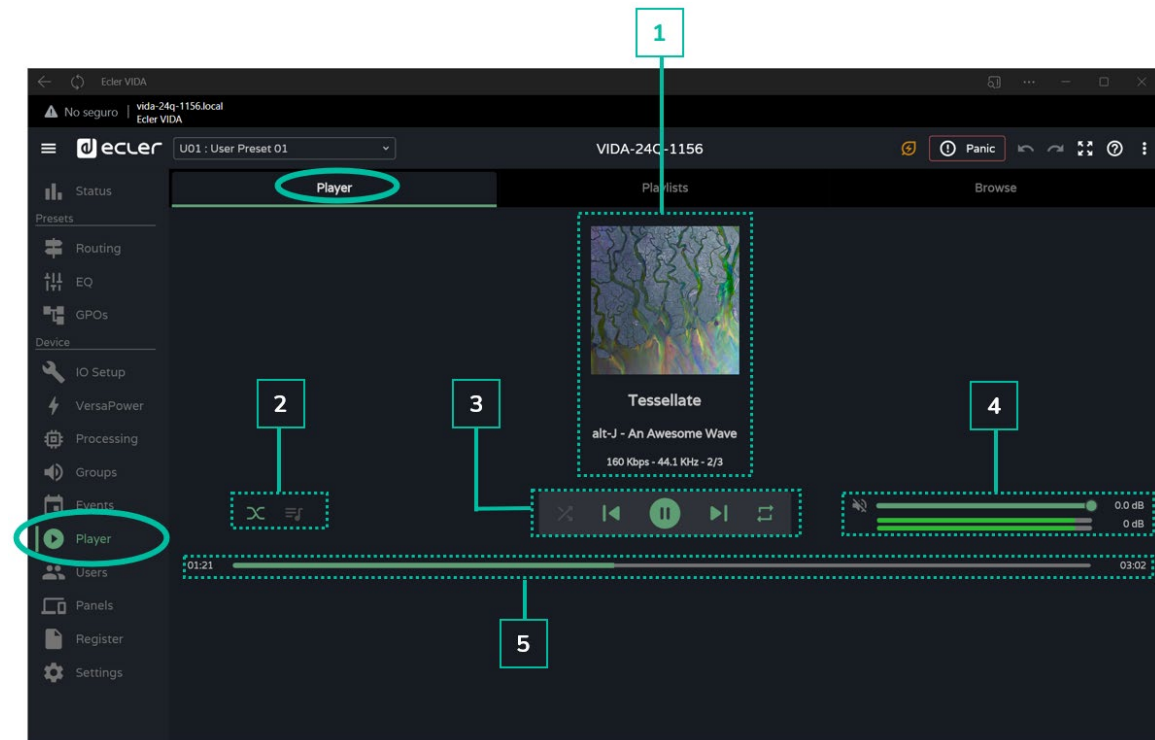 1
Ecler VIDA
No seguro
vida-24q-1156.local
Ecler VIDA
ecler
U01 : User Preset 01
VIDA-24Q-1156
Panic
Status
Player
Playlists
Browse
Presets
Routing
EQ
GPOs
Device
IO Setup
VersaPower
Processing
Groups
Events
Player
Users
Panels
Register
Settings
Tessellate
alt-J - An Awesome Wave
160 Kbps - 44.1 KHz - 2/3
2
3
4
0.0 dB
0 dB
01:21
03:02
5